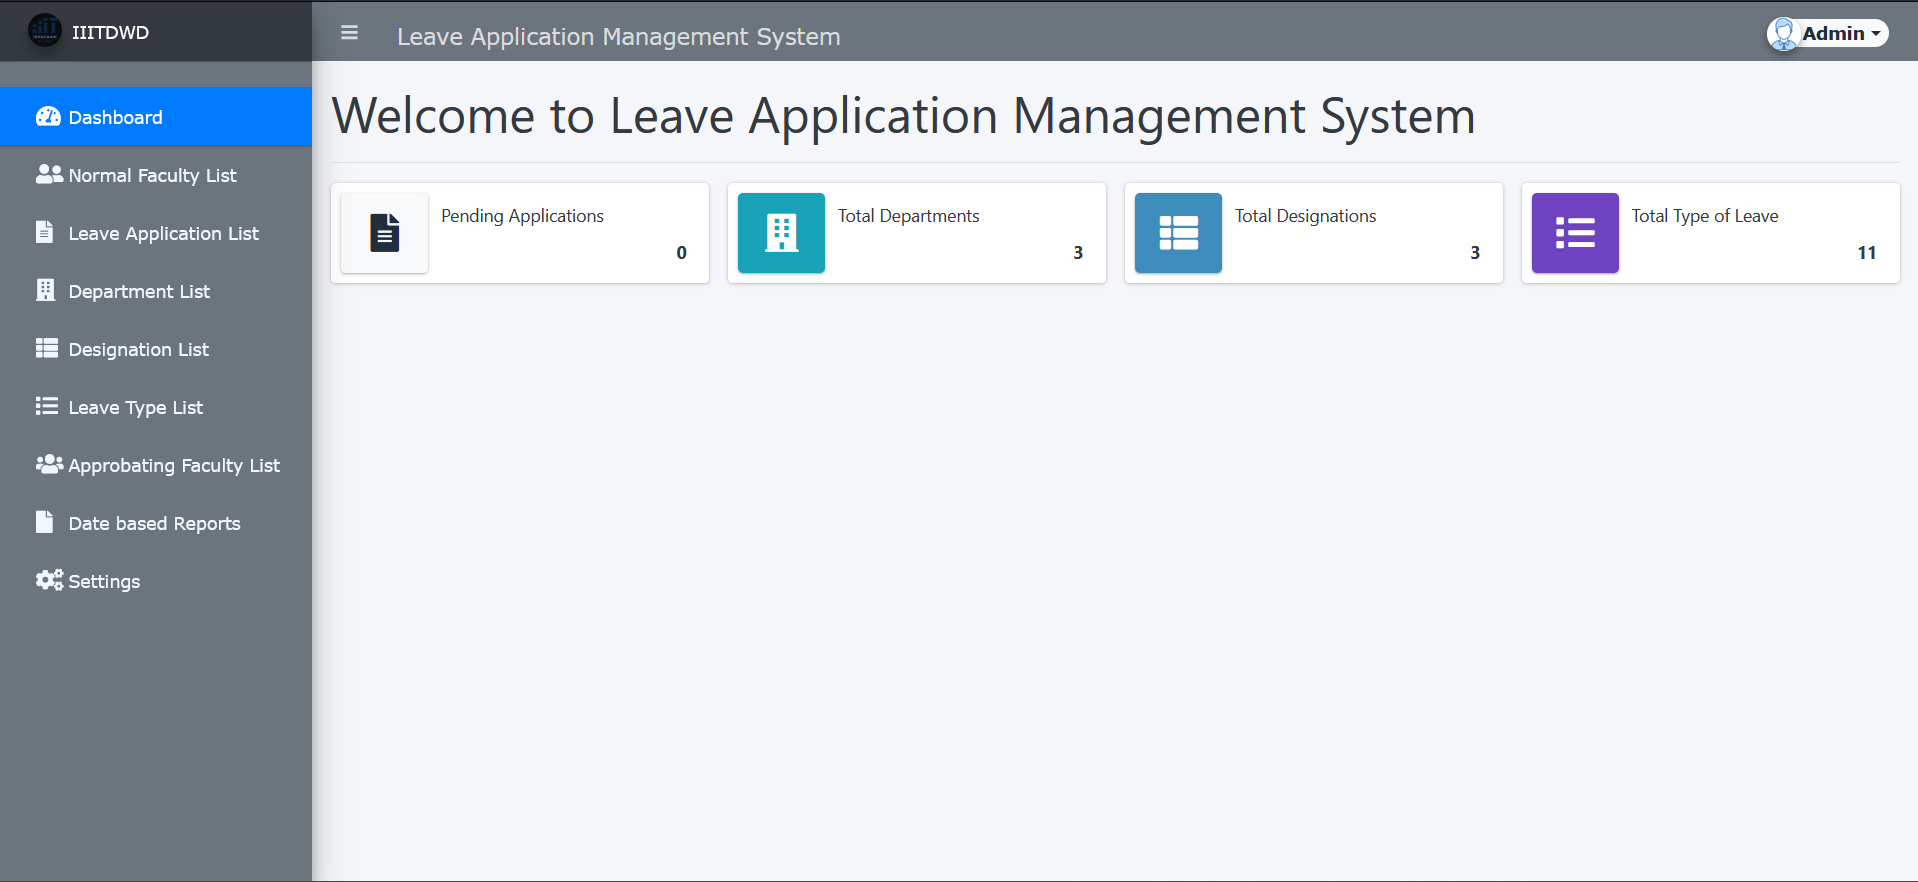 IIITDWD
Leave Application Management System
Admin
Dashboard
Normal Faculty List
Leave Application List
Department List
Designation List
Leave Type List
Approbating Faculty List
Date based Reports
Settings
Welcome to Leave Application Management System
Pending Applications
0
Total Departments
3
Total Designations
3
Total Type of Leave
11